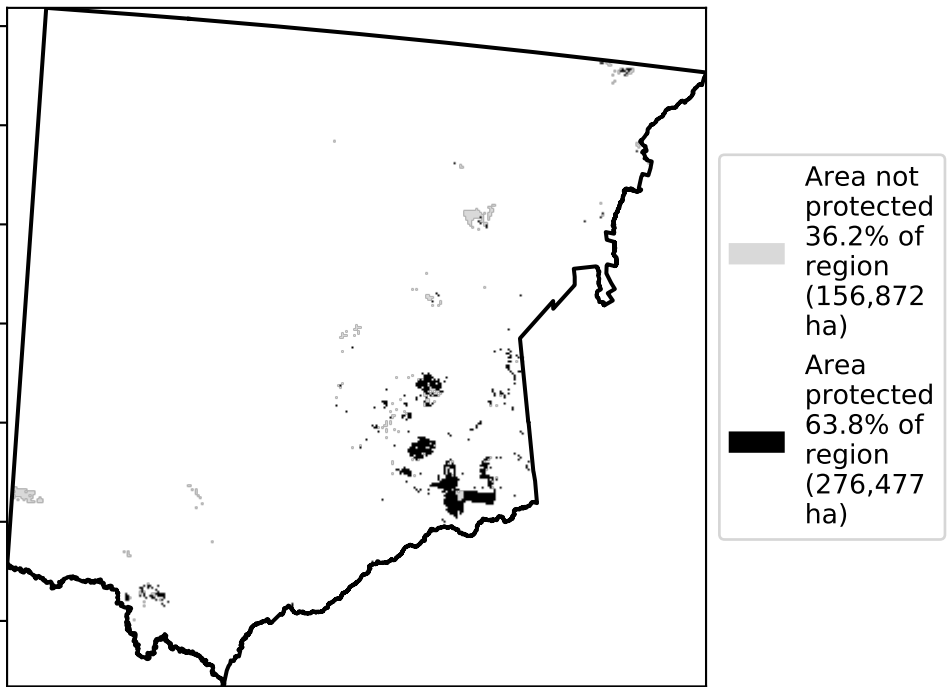 Area not
protected
36.2% of
region
(156,872
ha)
Area
protected
63.8% of
region
(276,477
ha)